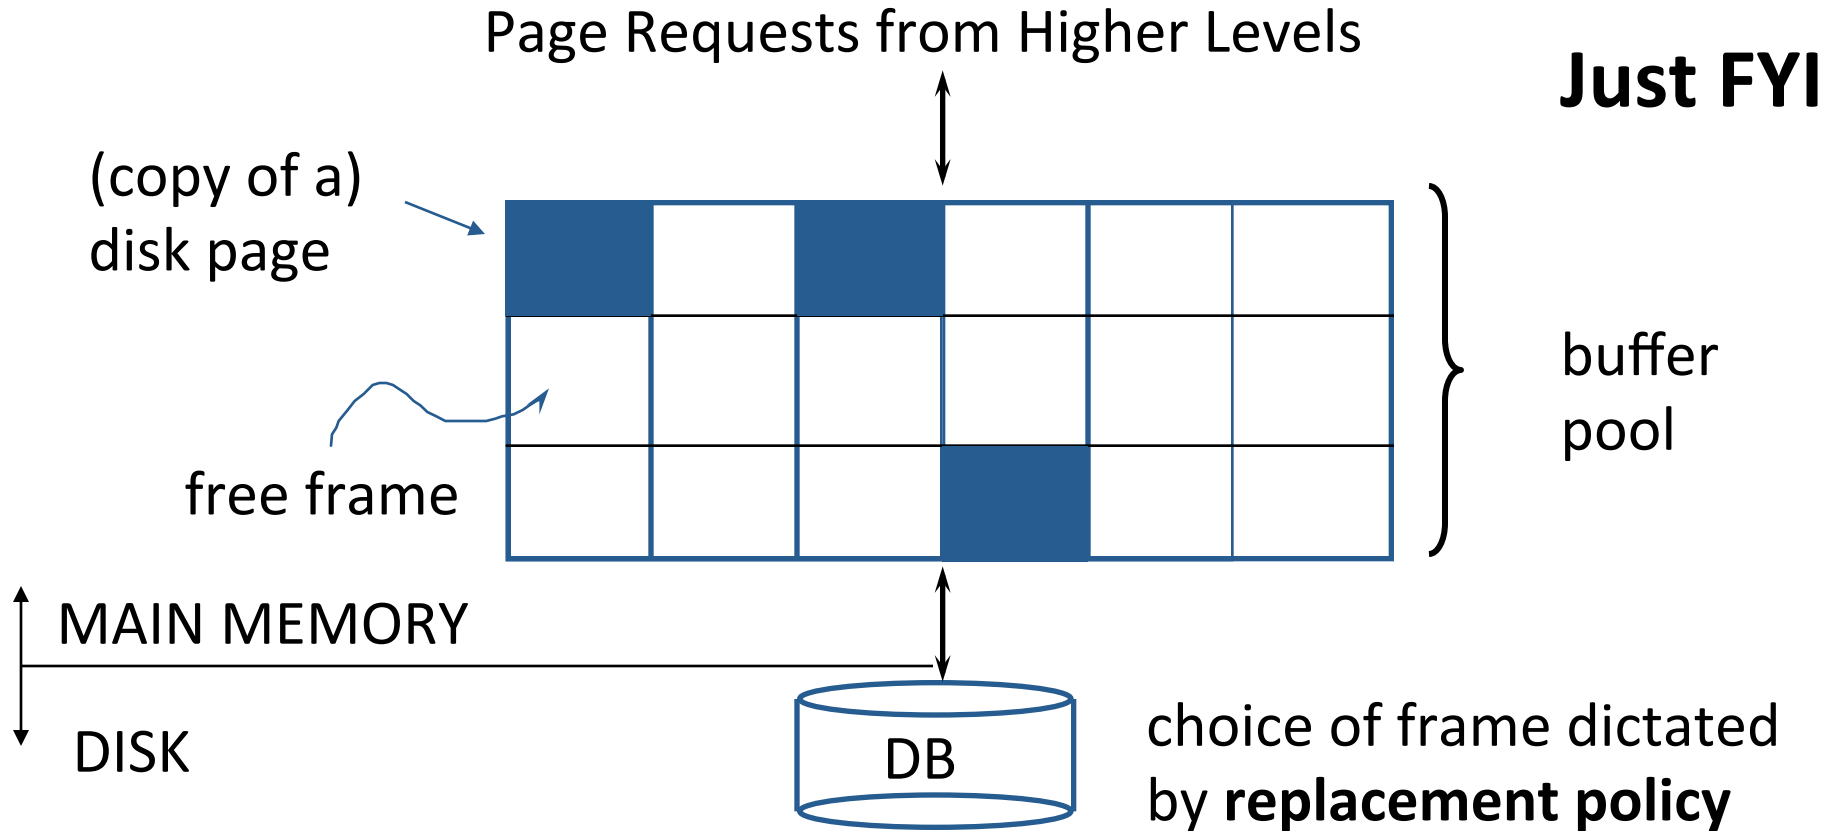 Page Requests from Higher Levels
Just FYI
(copy of a)
disk page
buffer
pool
free frame
MAIN MEMORY
DISK
DB
choice of frame dictated
by replacement policy